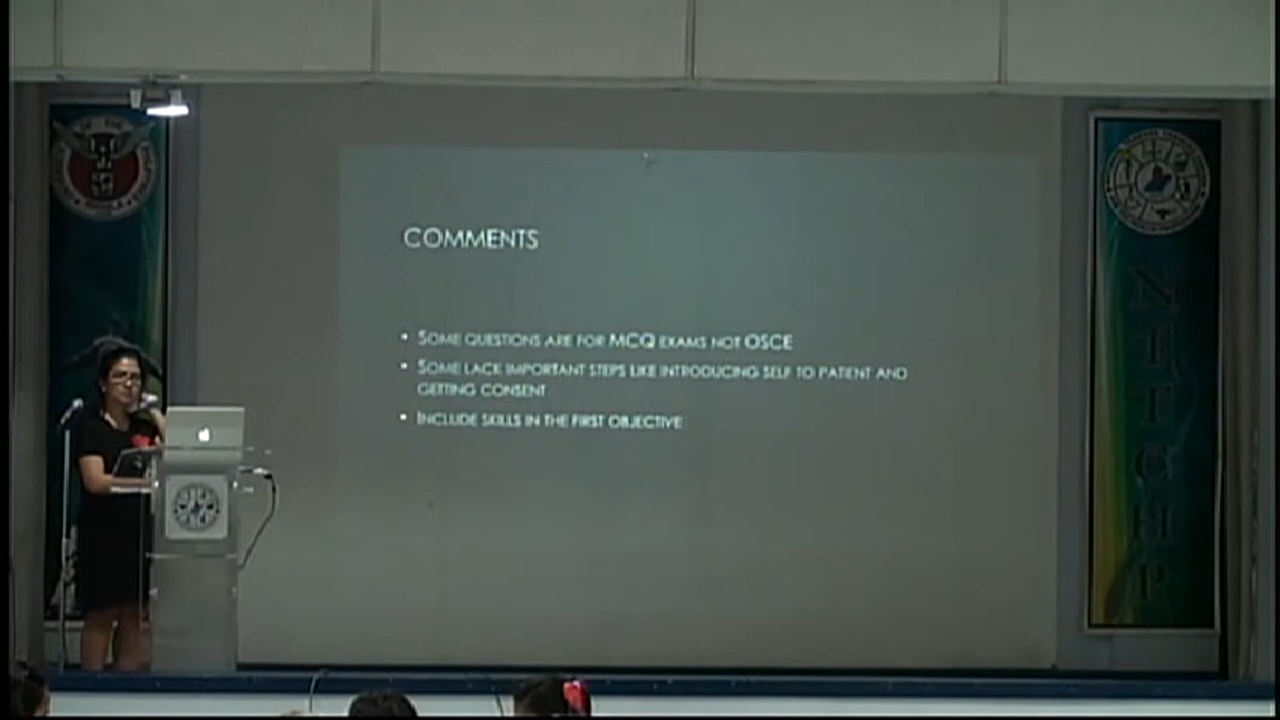 COMMENTS
• SOME QUESTIONS ARE FOR MCQ EXAMS NOT OSCE
• SOME LACK IMPORTANT STEPS LIKE INTRODUCING SELF TO PATIENT AND
GETTING CONSENT
• INCLUDE SKILLS IN THE FIRST OBJECTIVE